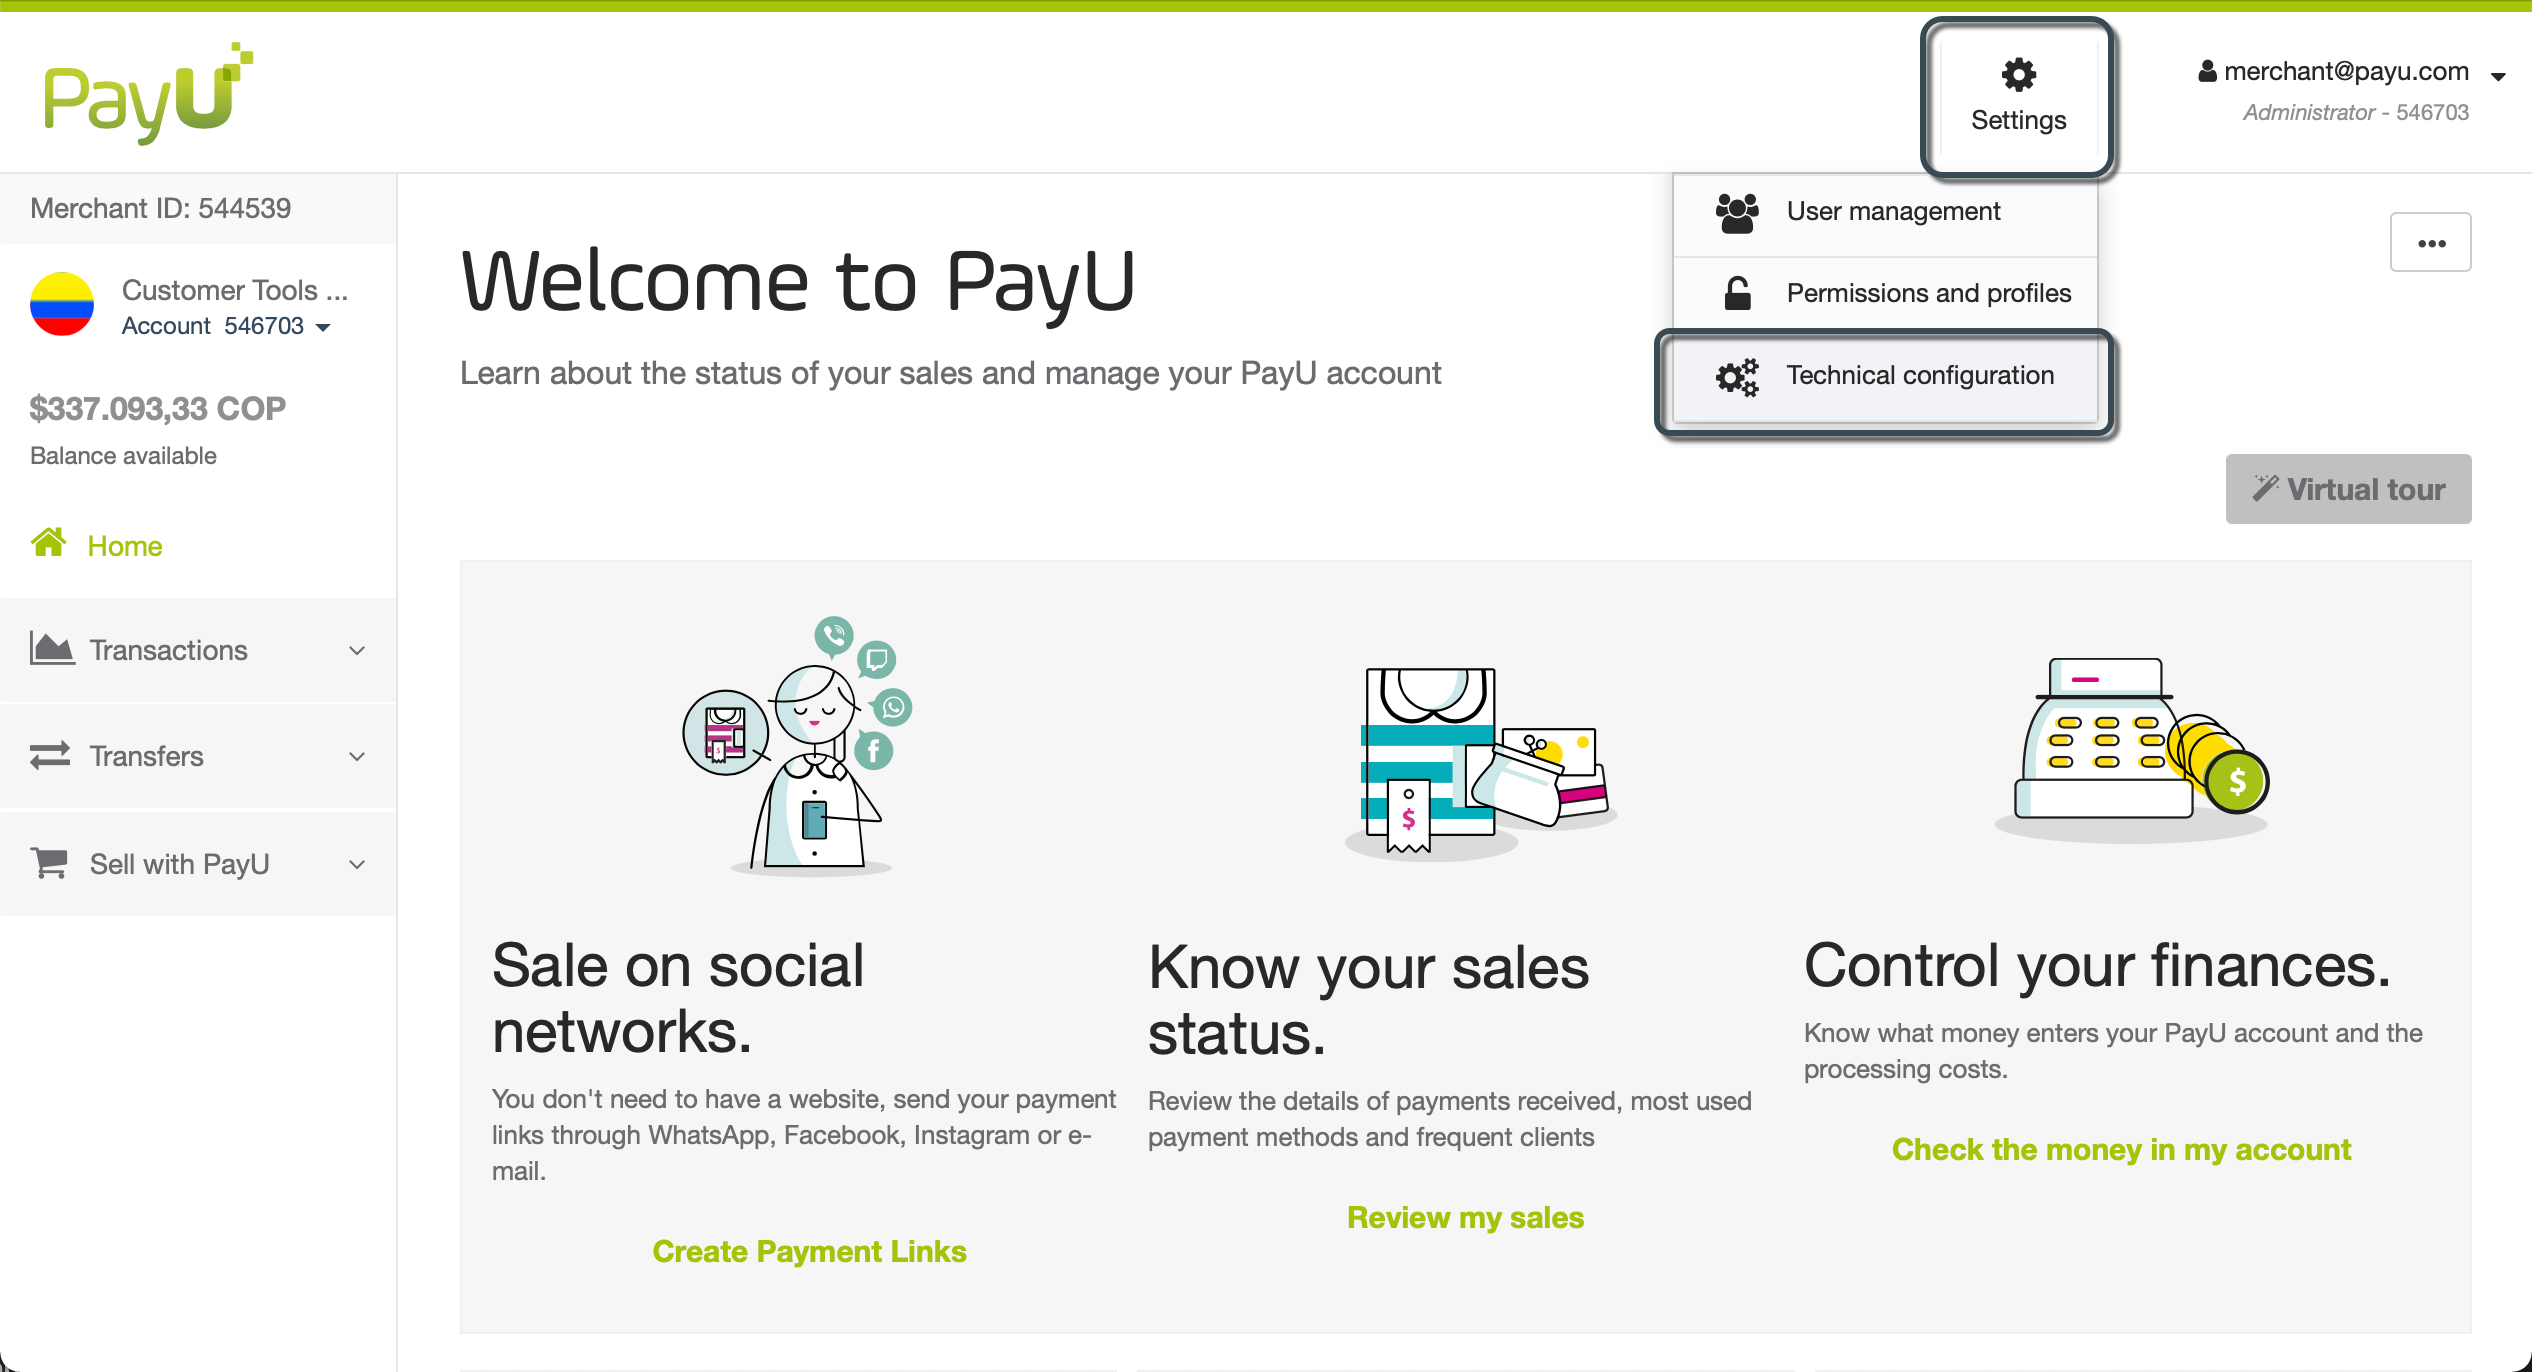 PayU
Settings
merchant@payu.com
Administrator - 546703
Merchant ID: 544539
Customer Tools ...
Account 546703
$337.093,33 COP
Balance available
Home
Transactions
Transfers
Sell with PayU
User management
Permissions and profiles
Technical configuration
Welcome to PayU
Learn about the status of your sales and manage your PayU account
Virtual tour
Sale on social
networks.
You don't need to have a website, send your payment
links through WhatsApp, Facebook, Instagram or e-
mail.
Create Payment Links
$
Know your sales
status.
Review the details of payments received, most used
payment methods and frequent clients
Review my sales
$
Control your finances.
Know what money enters your PayU account and the
processing costs.
Check the money in my account